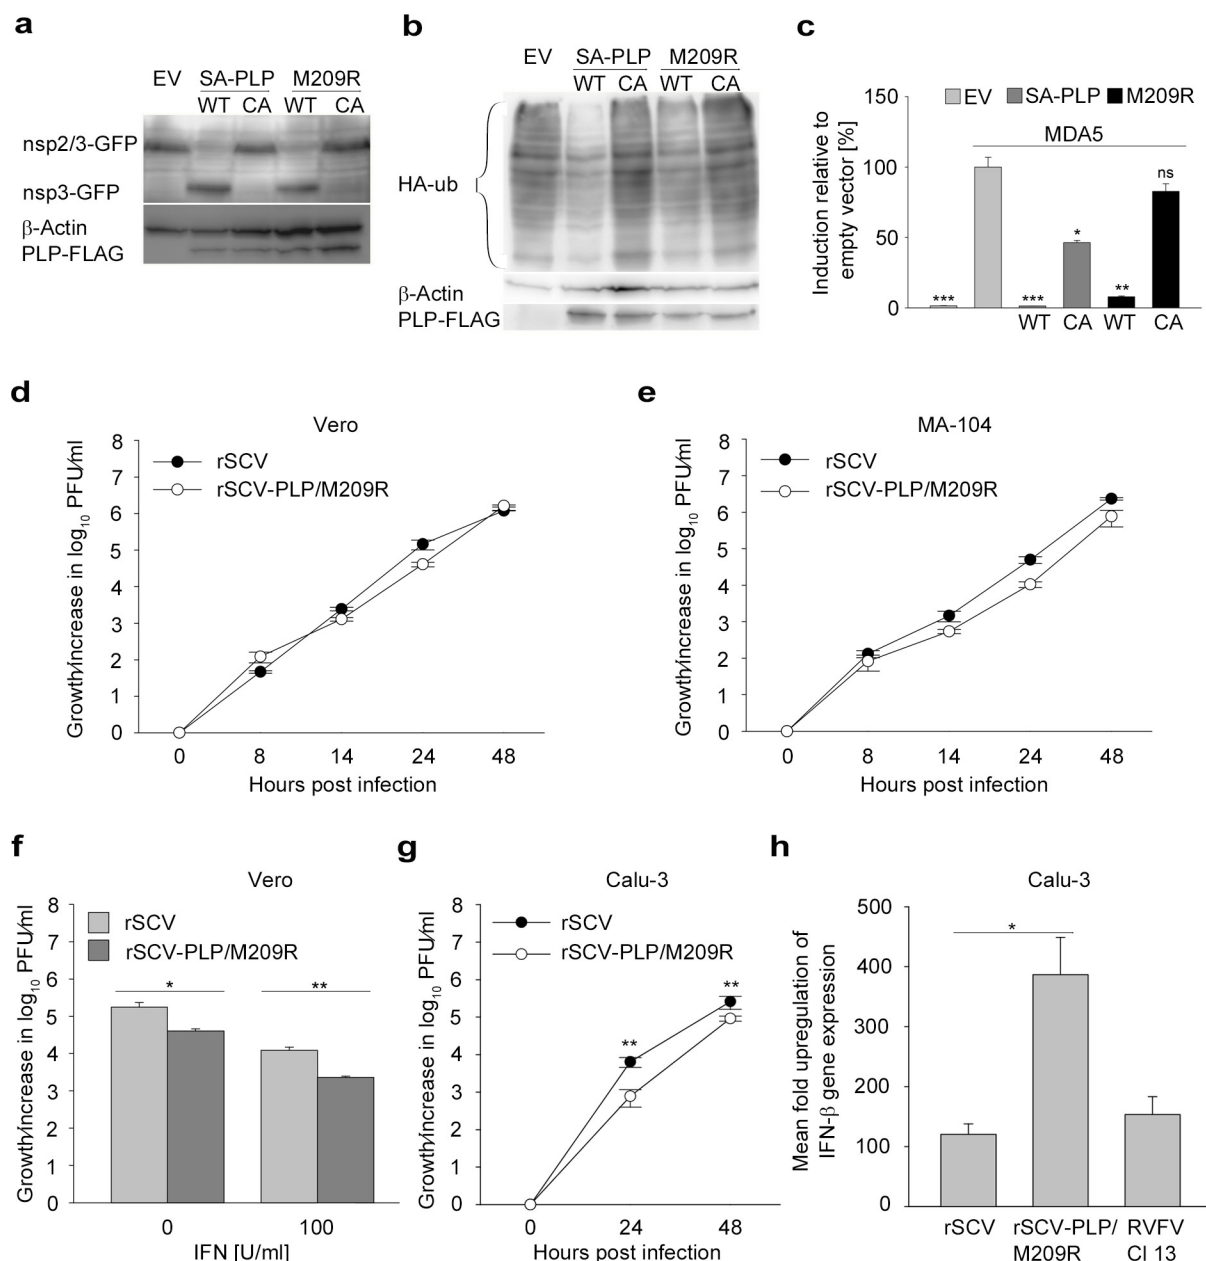 a
EV SA-PLP M209R
WT CA WT CA
nsp2/3-GFP
nsp3-GFP
β-Actin
PLP-FLAG
b
EV SA-PLP M209R
WT CA WT CA
HA-ub
β-Actin
PLP-FLAG
c
EV SA-PLP M209R
MDA5
Induction relative to
empty vector [%]
150
100
50
0
*** *** * ** ns
WT CA WT CA
d
Vero
rSCV
rSCV-PLP/M209R
Growth/increase in log10 PFU/ml
8
7
6
5
4
3
2
1
0
0 8 14 24 48
Hours post infection
e
MA-104
rSCV
rSCV-PLP/M209R
Growth/increase in log10 PFU/ml
8
7
6
5
4
3
2
1
0
0 8 14 24 48
Hours post infection
f
Vero
rSCV
rSCV-PLP/M209R
Growth/increase in log10 PFU/ml
8
7
6
5
4
3
2
1
0
* **
0 100
IFN [U/ml]
g
Calu-3
rSCV
rSCV-PLP/M209R
Growth/increase in log10 PFU/ml
8
7
6
5
4
3
2
1
0
** **
0 24 48
Hours post infection
h
Calu-3
Mean fold upregulation of
IFN-β gene expression
500
400
300
200
100
0
*
rSCV rSCV-PLP/ RVFV
M209R Cl 13